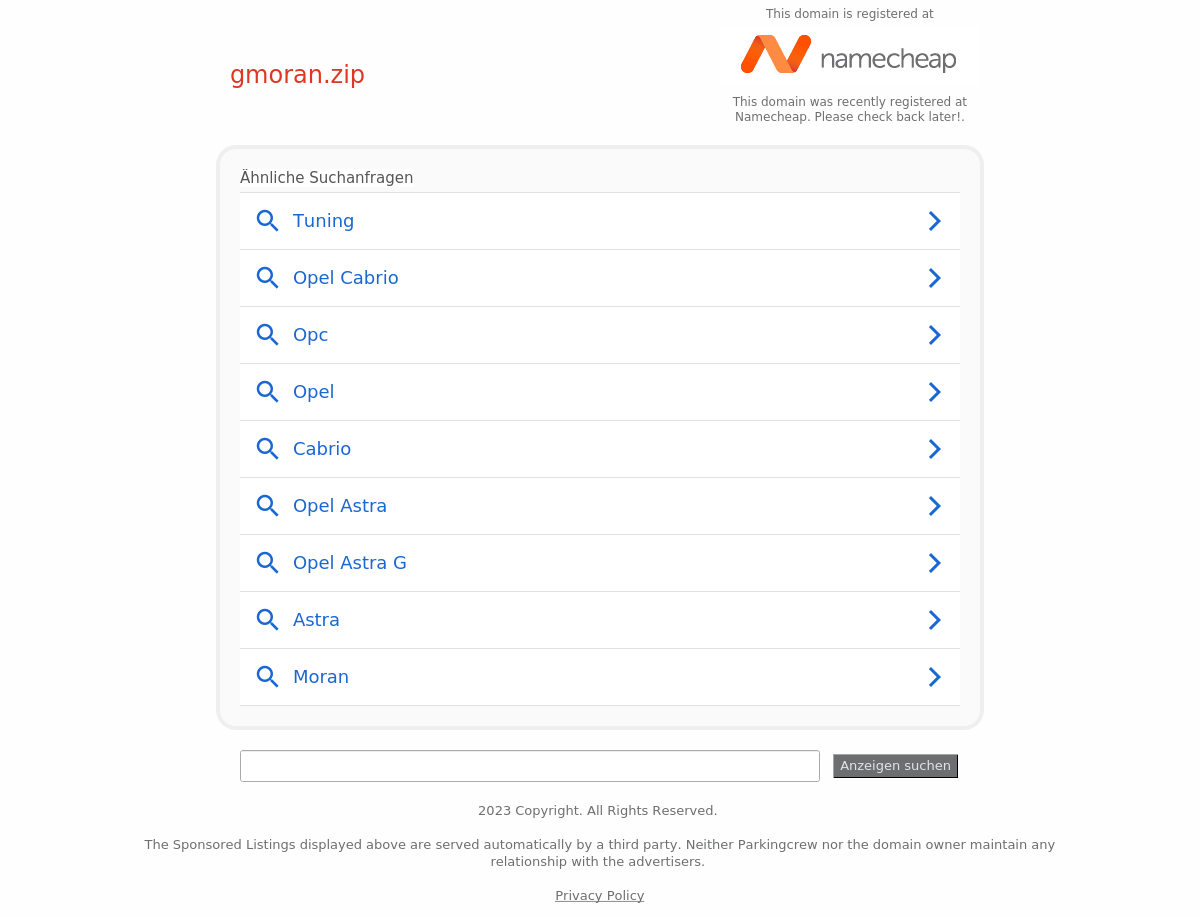 This domain is registered at
namecheap
gmoran.zip
This domain was recently registered at
Namecheap. Please check back later!.
Ähnliche Suchanfragen
Tuning
Opel Cabrio
Opc
Opel
Cabrio
Opel Astra
Opel Astra G
Astra
Moran
Anzeigen suchen
2023 Copyright. All Rights Reserved.
The Sponsored Listings displayed above are served automatically by a third party. Neither Parkingcrew nor the domain owner maintain any
relationship with the advertisers.
Privacy Policy